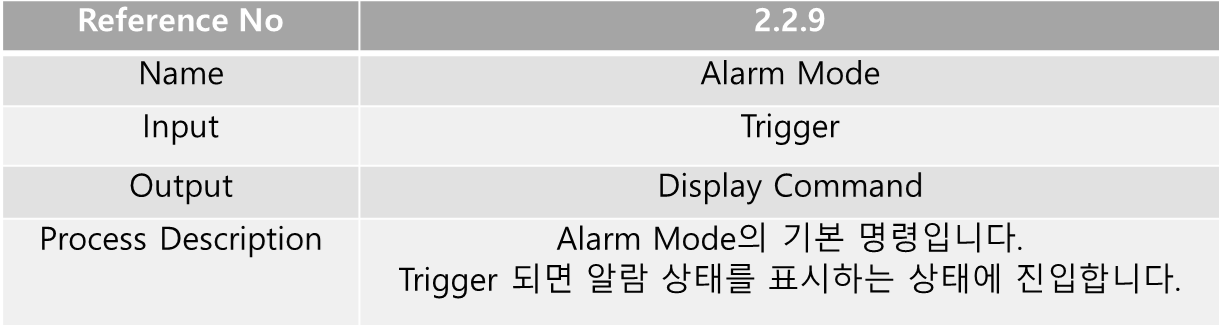 Reference No 2.2.9
Name Alarm Mode
Input Trigger
Output Display Command
Process Description Alarm Mode의 기본 명령입니다.
Trigger 되면 알람 상태를 표시하는 상태에 진입합니다.